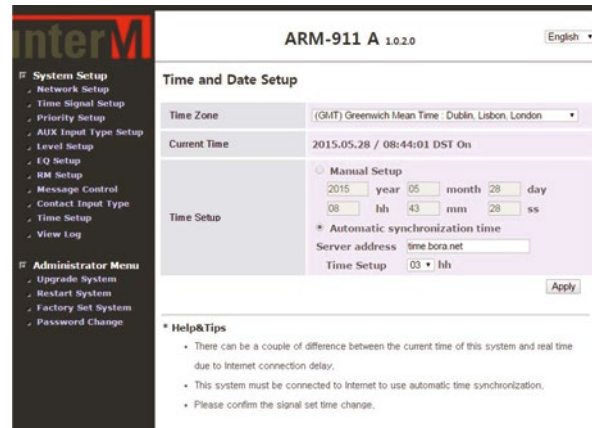 interM
ARM-911 A 1.0.2.0
English
System Setup
Network Setup
Time Signal Setup
Priority Setup
AUX Input Type Setup
Level Setup
EQ Setup
RM Setup
Message Control
Contact Input Type
Time Setup
View Log
Administrator Menu
Upgrade System
Restart System
Factory Set System
Password Change
Time and Date Setup
Time Zone (GMT) Greenwich Mean Time : Dublin, Lisbon, London
Current Time 2015.05.28 / 08:44:01 DST On
Time Setup
Manual Setup
2015 year 05 month 28 day
08 hh 43 mm 28 ss
Automatic synchronization time
Server address time.bora.net
Time Setup 03 hh
Apply
* Help&Tips
• There can be a couple of difference between the current time of this system and real time
due to Internet connection delay,
• This system must be connected to Internet to use automatic time synchronization,
• Please confirm the signal set time change,